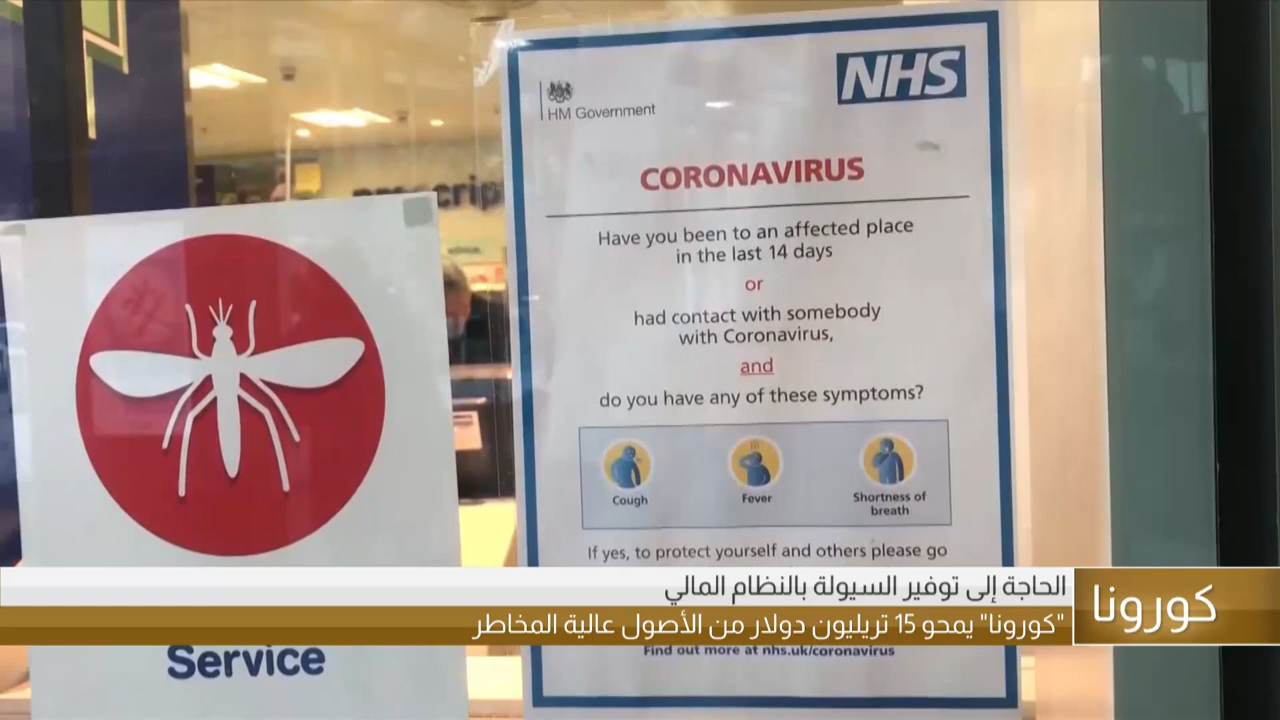 NHS
HM Government
CORONAVIRUS
Have you been to an affected place
in the last 14 days
or
had contact with somebody
with Coronavirus,
and
do you have any of these symptoms?
Cough
Fever
Shortness of
breath
If yes, to protect yourself and others please go
الحاجة إلى توفير السيولة بالنظام المالي
كورونا
"كورونا" يمحو 15 تريليون دولار من الأصول عالية المخاطر
Find out more at nhs.uk/coronavirus
Service